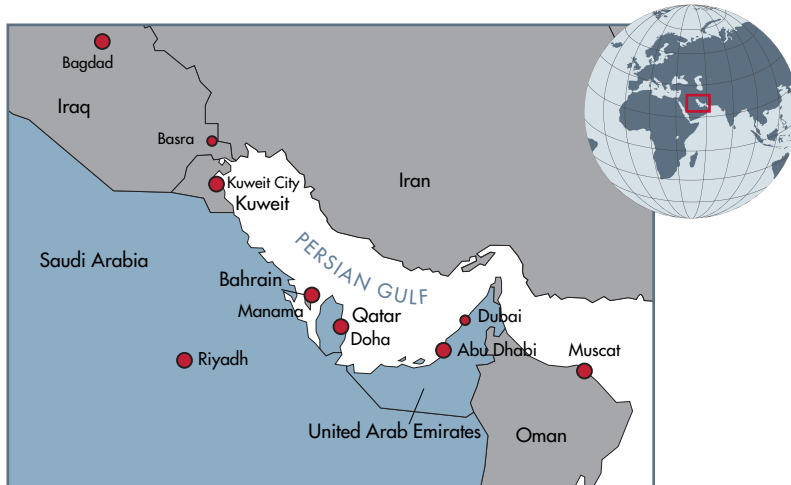 Bagdad
Iraq
Basra
Kuweit City
Kuweit
Iran
Saudi Arabia
PERSIAN GULF
Bahrain
Manama
Qatar
Doha
Dubai
Riyadh
Abu Dhabi
Muscat
United Arab Emirates
Oman